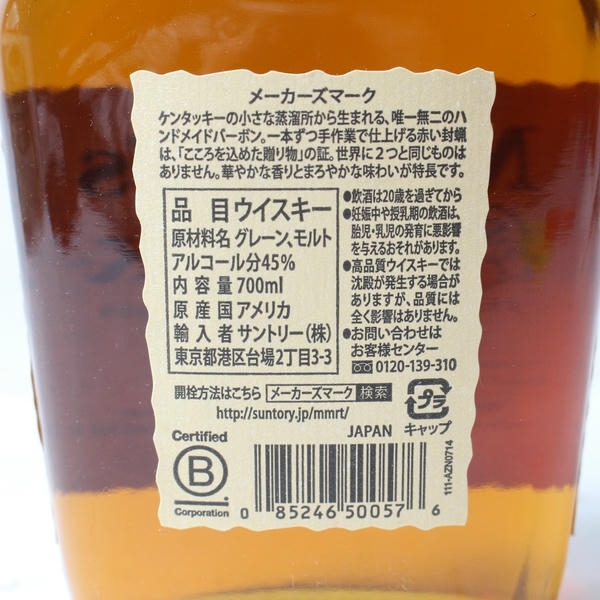 メーカーズマーク
ケンタッキーの小さな蒸溜所から生まれる、唯一無二のハ
ンドメイドバーボン。一本ずつ手作業で仕上げる赤い封蝋
は、「こころを込めた贈り物」の証。世界に2つと同じものは
ありません。華やかな香りとまろやかな味わいが特長です。
品目 ウイスキー
原材料名 グレーン、モルト
アルコール分45%
内容量 700ml
原産国 アメリカ
輸入者 サントリー(株)
東京都港区台場2丁目3-3
●飲酒は20歳を過ぎてから
●妊娠中や授乳期の飲酒は、
胎児・乳児の発育に悪影響
を与えるおそれがあります。
●高品質ウイスキーでは
沈殿が発生する場合が
ありますが、品質には
全く影響はありません。
●お問い合わせは
お客様センター
0120-139-310
開栓方法はこちら メーカーズマーク 検索
http://suntory.jp/mmrt/
プラ
JAPAN キャップ
Certified
B
Corporation
0 85246 50057 6
111-AZN0714